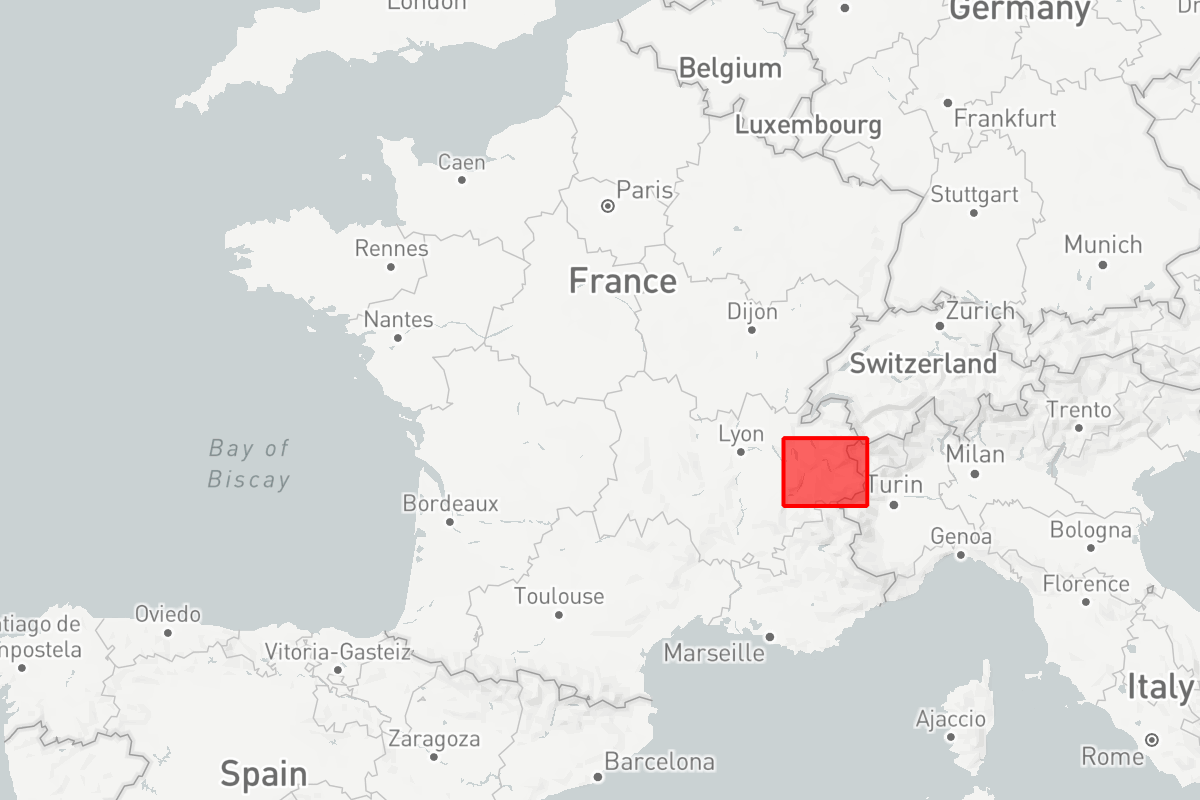 London
Germany
Belgium
Luxembourg
Frankfurt
Caen
Paris
Stuttgart
Rennes
Munich
France
Nantes
Dijon
Zurich
Switzerland
Trento
Lyon
Bay of
Biscay
Milan
Turin
Bordeaux
Genoa
Bologna
Florence
Toulouse
Oviedo
tiago de
mpostela
Vitoria-Gasteiz
Marseille
Italy
Ajaccio
Zaragoza
Rome
Barcelona
Spain